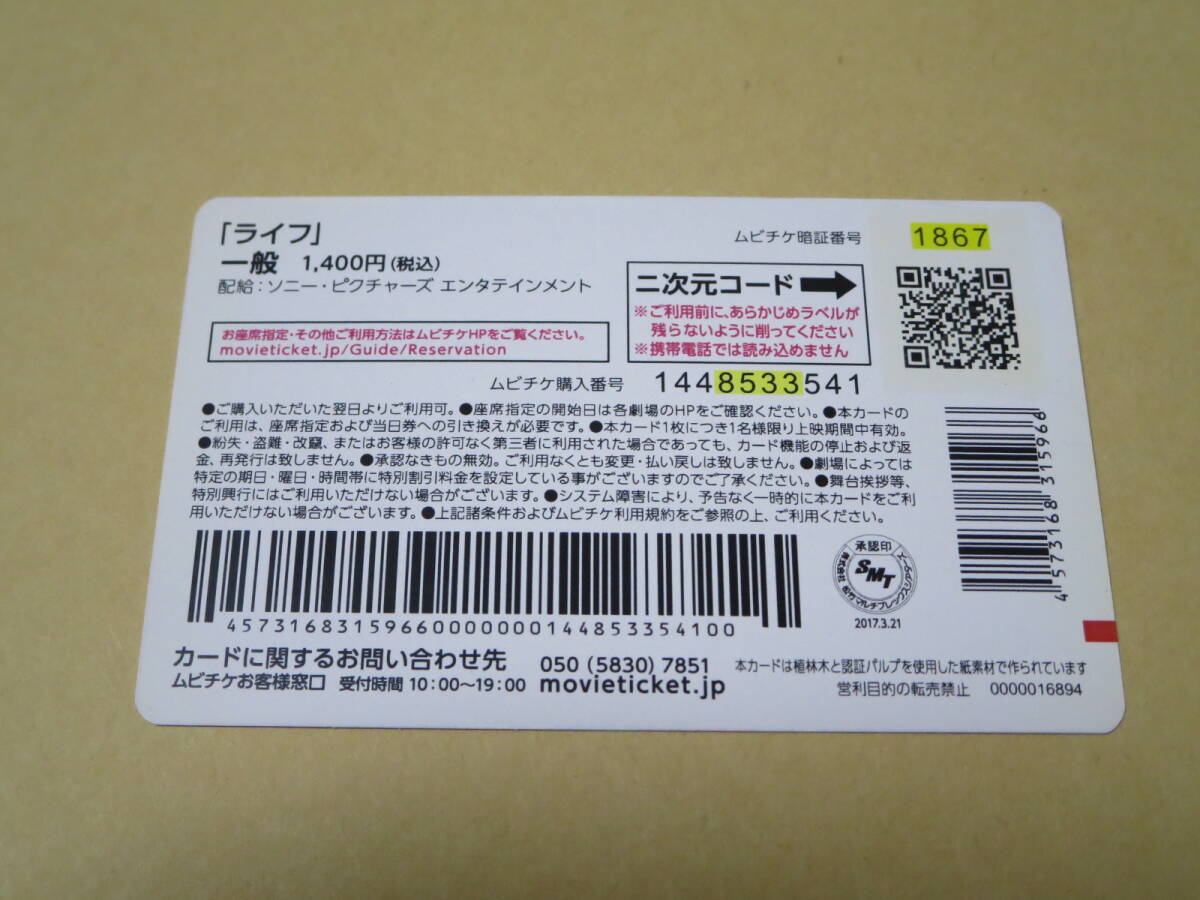 「ライフ」
一般 1,400円(税込)
配給：ソニー・ピクチャーズ エンタテインメント
お座席指定・その他ご利用方法はムビチケHPをご覧ください。
movieticket.jp/Guide/Reservation
ムビチケ暗証番号 1867
二次元コード
※ご利用前に、あらかじめラベルが
残らないように削ってください
※携帯電話では読み込めません
ムビチケ購入番号 1448533541
●ご購入いただいた翌日よりご利用可。●座席指定の開始日は各劇場のHPをご確認ください。●本カードの
ご利用は、座席指定および当日券への引き換えが必要です。●本カード1枚につき1名様限り上映期間中有効。
●紛失・盗難・改竄、またはお客様の許可なく第三者に利用された場合であっても、カード機能の停止および返
金、再発行は致しません。●承認なきもの無効。ご利用なくとも変更・払い戻しは致しません。●劇場によっては
特定の期日・曜日・時間帯に特別割引料金を設定している事がございますのでご了承ください。●舞台挨拶等、
特別興行にはご利用いただけない場合がございます。●システム障害により、予告なく一時的に本カードをご利
用いただけない場合がございます。●上記諸条件およびムビチケ利用規約をご参照の上、ご利用ください。
4573168315966
45731683159660000000144853354100
承認印
SMT
株式会社 松竹マルチプレックスシアターズ
2017.3.21
カードに関するお問い合わせ先 050 (5830) 7851
ムビチケお客様窓口 受付時間 10:00～19:00 movieticket.jp
本カードは植林木と認証パルプを使用した紙素材で作られています
営利目的の転売禁止 0000016894